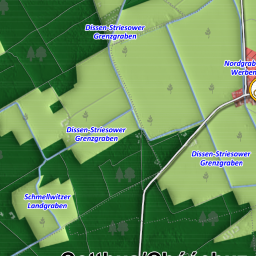 Dissen-Striesower
Grenzgraben
Nordgrab
Werben
Dissen-Striesower
Grenzgraben
Dissen-Striesower
Grenzgraben
Schmellwitzer
Landgraben